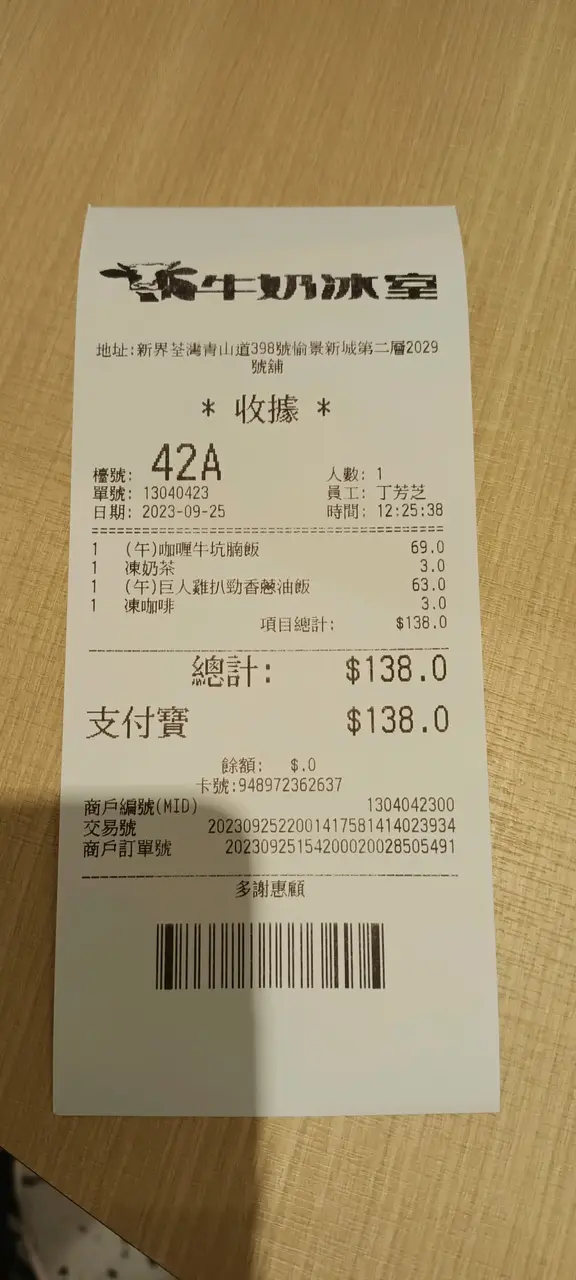 牛奶冰室
地址:新界荃灣青山道398號愉景新城第二層2029
號舖
* 收據 *
檯號: 42A 人數: 1
單號: 13040423 員工: 丁芳芝
日期: 2023-09-25 時間: 12:25:38
1 (午)咖喱牛坑腩飯 69.0
1 凍奶茶 3.0
1 (午)巨人雞扒勁香蔥油飯 63.0
1 凍咖啡 3.0
項目總計: $138.0
總計: $138.0
支付寶 $138.0
餘額: $.0
卡號:948972362637
商戶編號(MID) 1304042300
交易號 2023092522001417581414023934
商戶訂單號 20230925154200020028505491
多謝惠顧